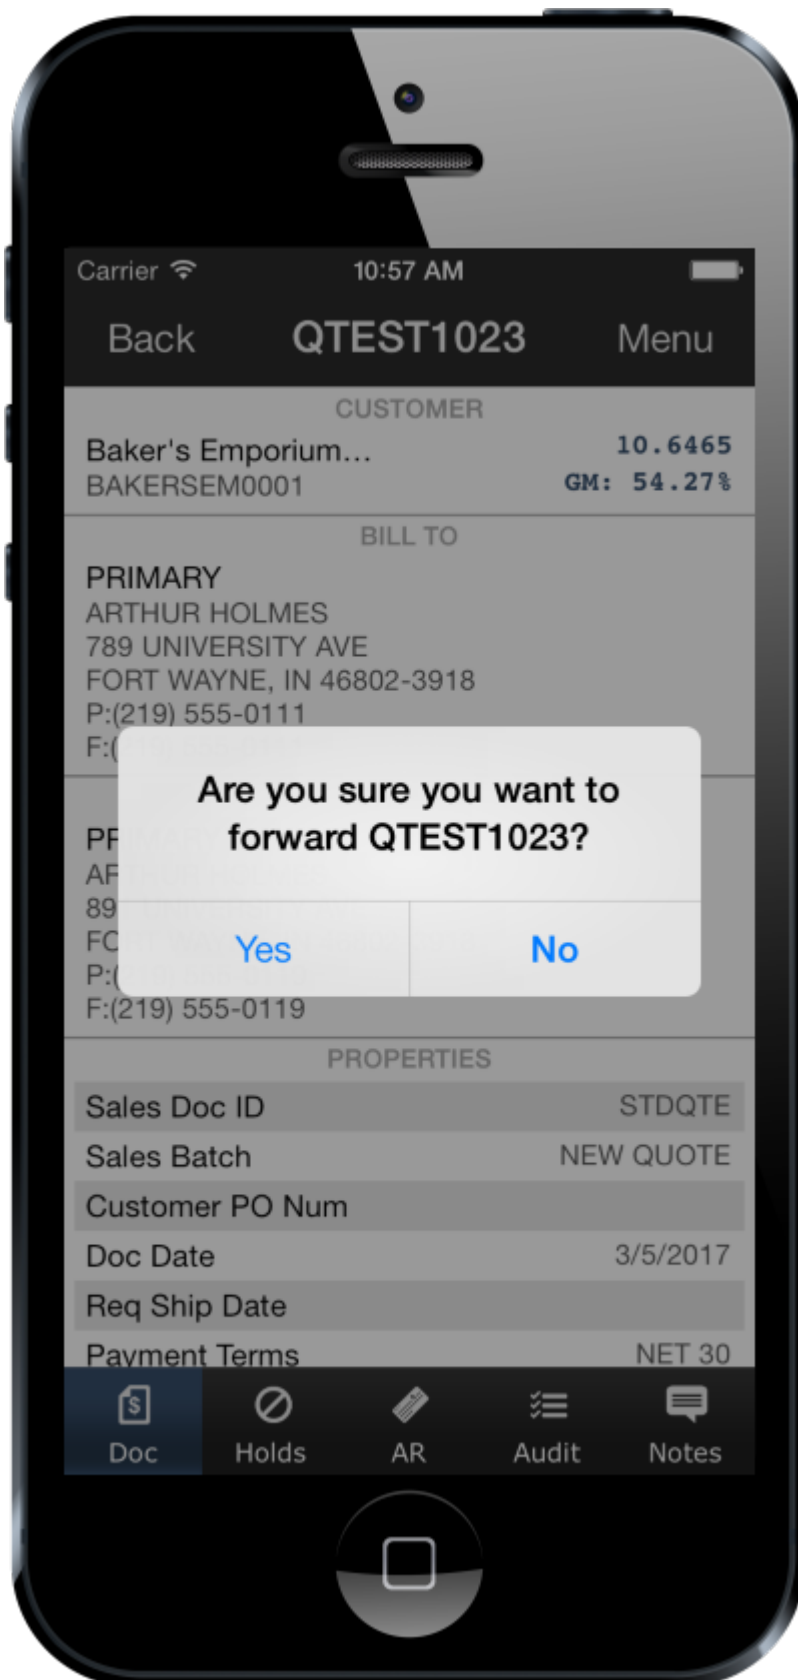 Carrier 10:57 AM
Back QTEST1023 Menu
CUSTOMER
Baker's Emporium... 10.6465
BAKERSEM0001 GM: 54.27%
BILL TO
PRIMARY
ARTHUR HOLMES
789 UNIVERSITY AVE
FORT WAYNE, IN 46802-3918
P:(219) 555-0111
F:(
Are you sure you want to
forward QTEST1023?
Yes No
F:(219) 555-0119
PROPERTIES
Sales Doc ID STDQTE
Sales Batch NEW QUOTE
Customer PO Num
Doc Date 3/5/2017
Req Ship Date
Payment Terms NET 30
Doc Holds AR Audit Notes